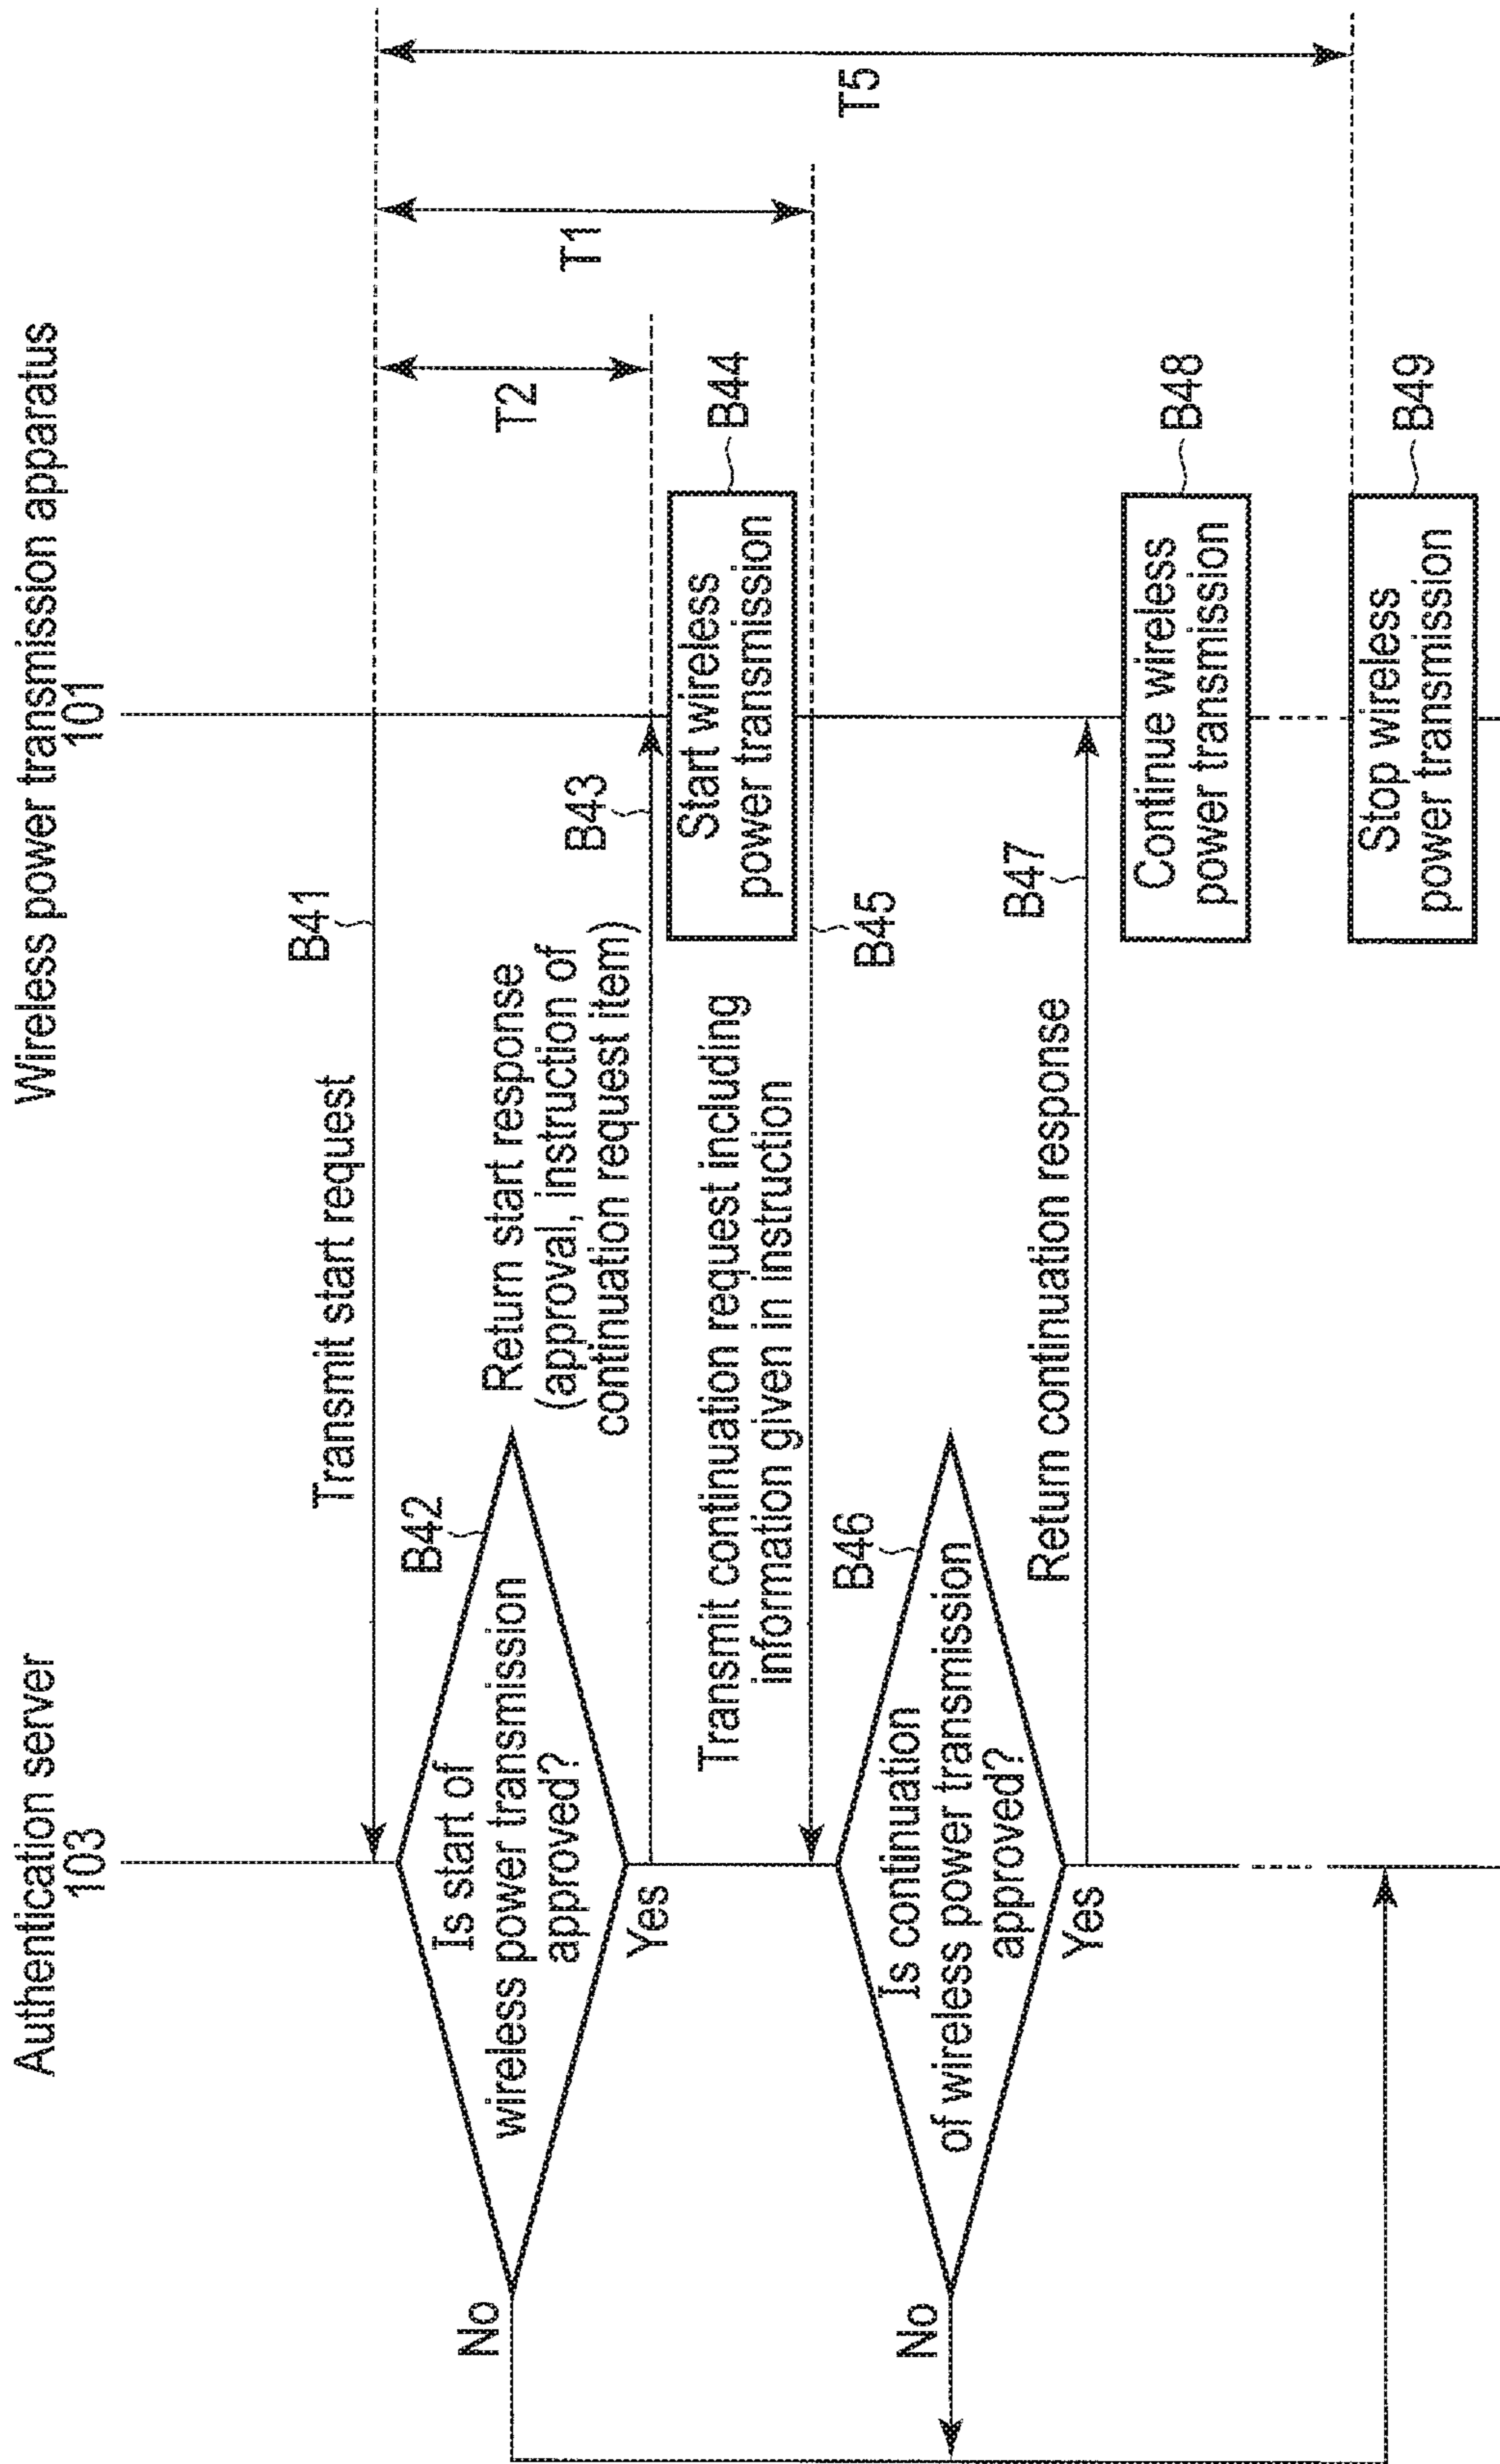 Authentication server
103
Wireless power transmission apparatus
101
Transmit start request
B41
Is start of
wireless power transmission
approved?
B42
No
Yes
Return start response
(approval, instruction of
continuation request item)
B43
Start wireless
power transmission
B44
T2
T1
T5
Transmit continuation request including
information given in instruction
B45
Is continuation
of wireless power transmission
approved?
B46
No
Yes
Return continuation response
B47
Continue wireless
power transmission
B48
Stop wireless
power transmission
B49